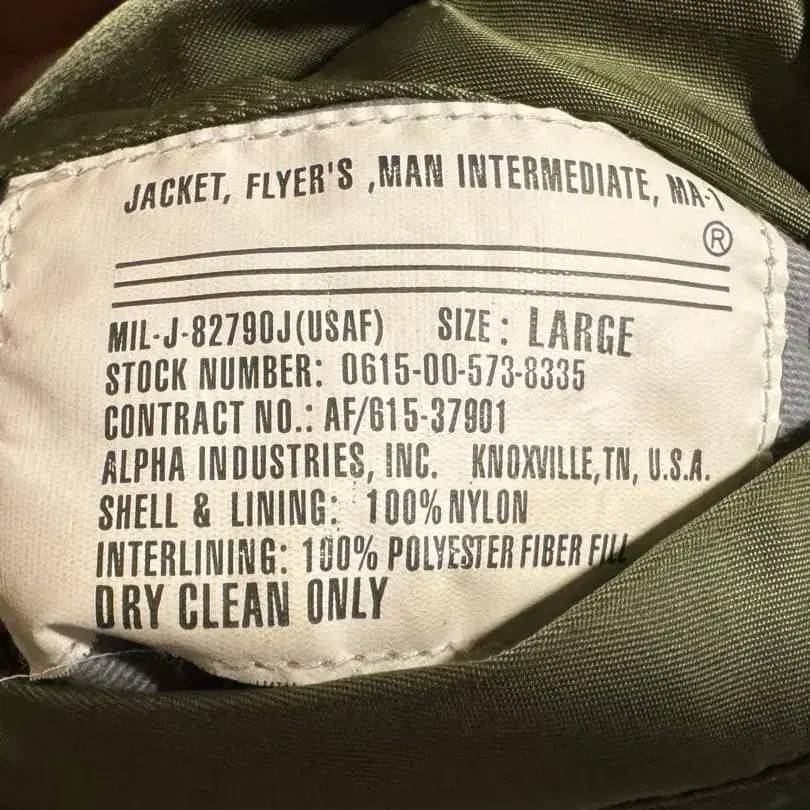 JACKET, FLYER'S ,MAN INTERMEDIATE, MA-1
®
MIL-J-82790J(USAF) SIZE: LARGE
STOCK NUMBER: 0615-00-573-8335
CONTRACT NO.: AF/615-37901
ALPHA INDUSTRIES, INC. KNOXVILLE,TN, U.S.A.
SHELL & LINING: 100% NYLON
INTERLINING: 100% POLYESTER FIBER FILL
DRY CLEAN ONLY